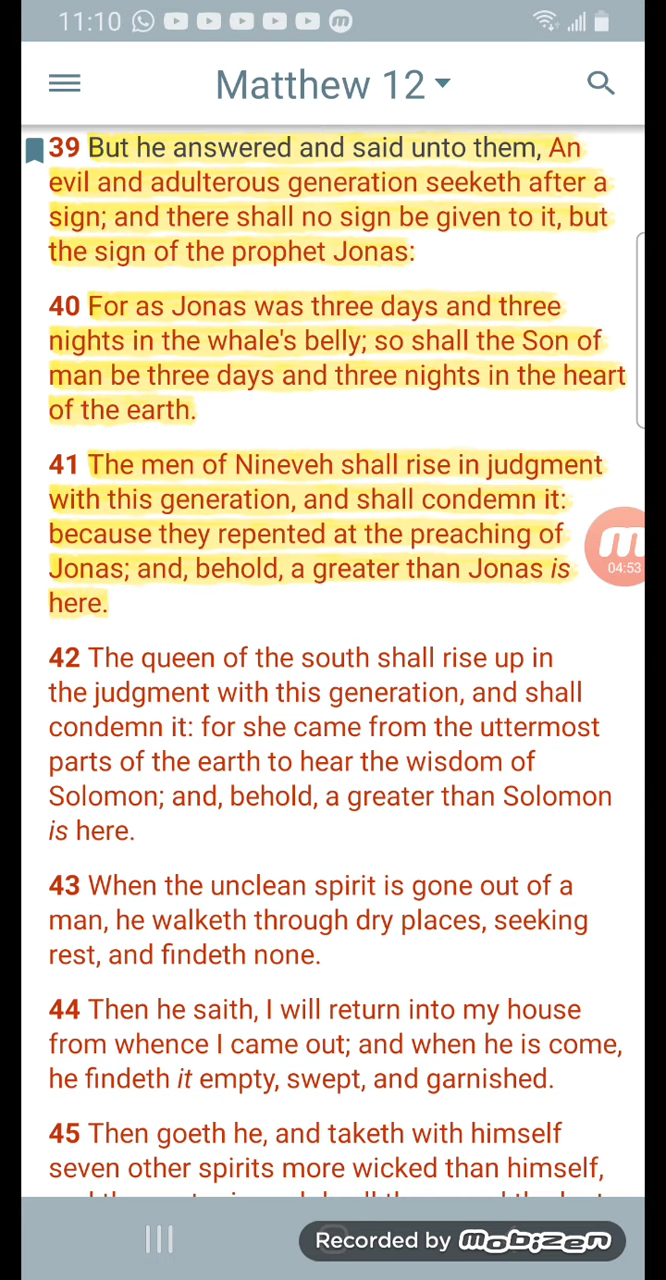 11:10
Matthew 12
39 But he answered and said unto them, An
evil and adulterous generation seeketh after a
sign; and there shall no sign be given to it, but
the sign of the prophet Jonas:
40 For as Jonas was three days and three
nights in the whale's belly; so shall the Son of
man be three days and three nights in the heart
of the earth.
41 The men of Nineveh shall rise in judgment
with this generation, and shall condemn it:
because they repented at the preaching of
Jonas; and, behold, a greater than Jonas is
here.
m
04:53
42 The queen of the south shall rise up in
the judgment with this generation, and shall
condemn it: for she came from the uttermost
parts of the earth to hear the wisdom of
Solomon; and, behold, a greater than Solomon
is here.
43 When the unclean spirit is gone out of a
man, he walketh through dry places, seeking
rest, and findeth none.
44 Then he saith, I will return into my house
from whence I came out; and when he is come,
he findeth it empty, swept, and garnished.
45 Then goeth he, and taketh with himself
seven other spirits more wicked than himself,
Recorded by mobizen